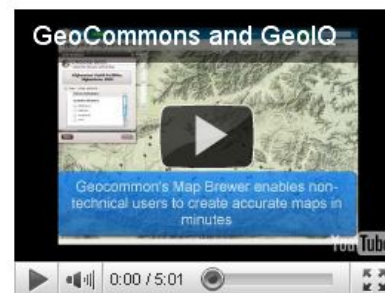 GeoCommons and GeoIQ
Geocommon's Map Brewer enables non-
technical users to create accurate maps in
minutes
YouTube
0:00 / 5:01